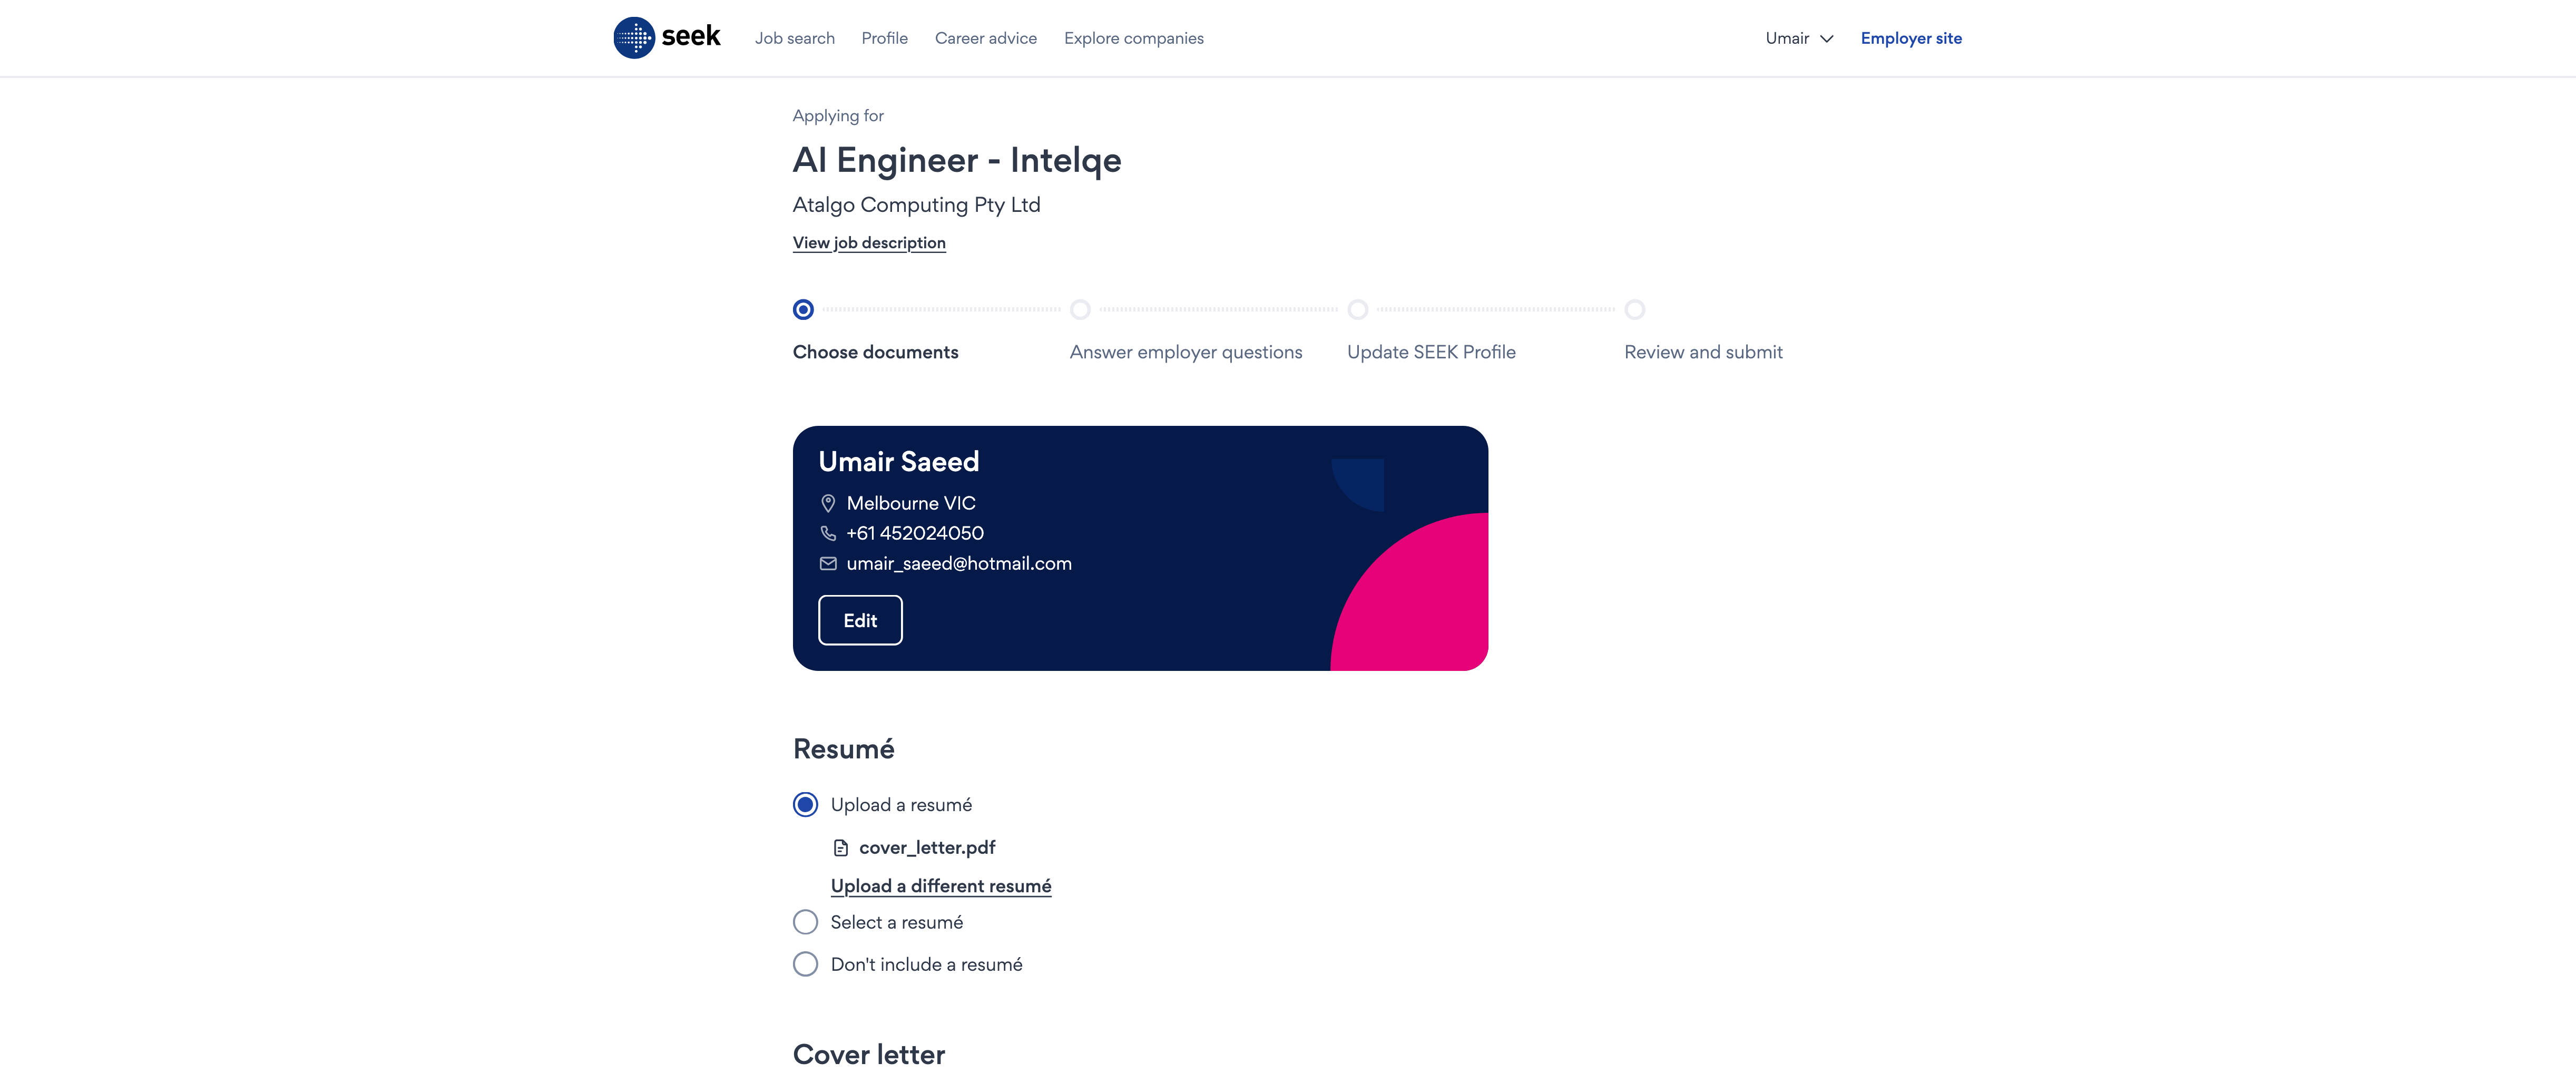 seek
Job search
Profile
Career advice
Explore companies
Umair
Employer site
Applying for
AI Engineer - Intelqe
Atalgo Computing Pty Ltd
View job description
Choose documents
Answer employer questions
Update SEEK Profile
Review and submit
Umair Saeed
Melbourne VIC
+61 452024050
umair_saeed@hotmail.com
Edit
Resumé
Upload a resumé
cover_letter.pdf
Upload a different resumé
Select a resumé
Don't include a resumé
Cover letter